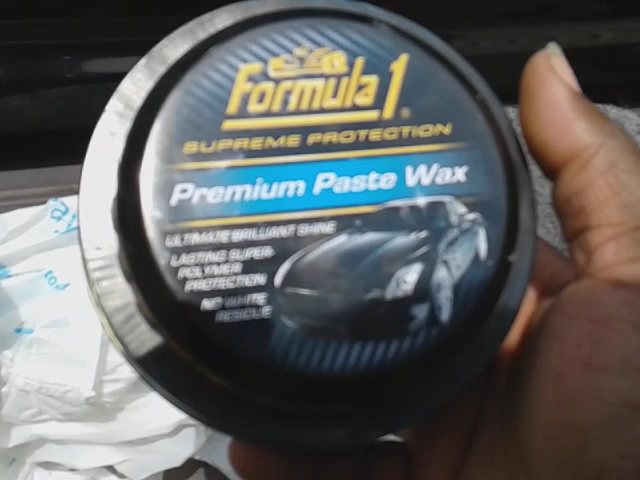 Formula 1
SUPREME PROTECTION
Premium Paste Wax
ULTIMATE BRILLIANT SHINE
LASTING SUPER-
POLYMER
PROTECTION
NO WHITE
RESIDUE